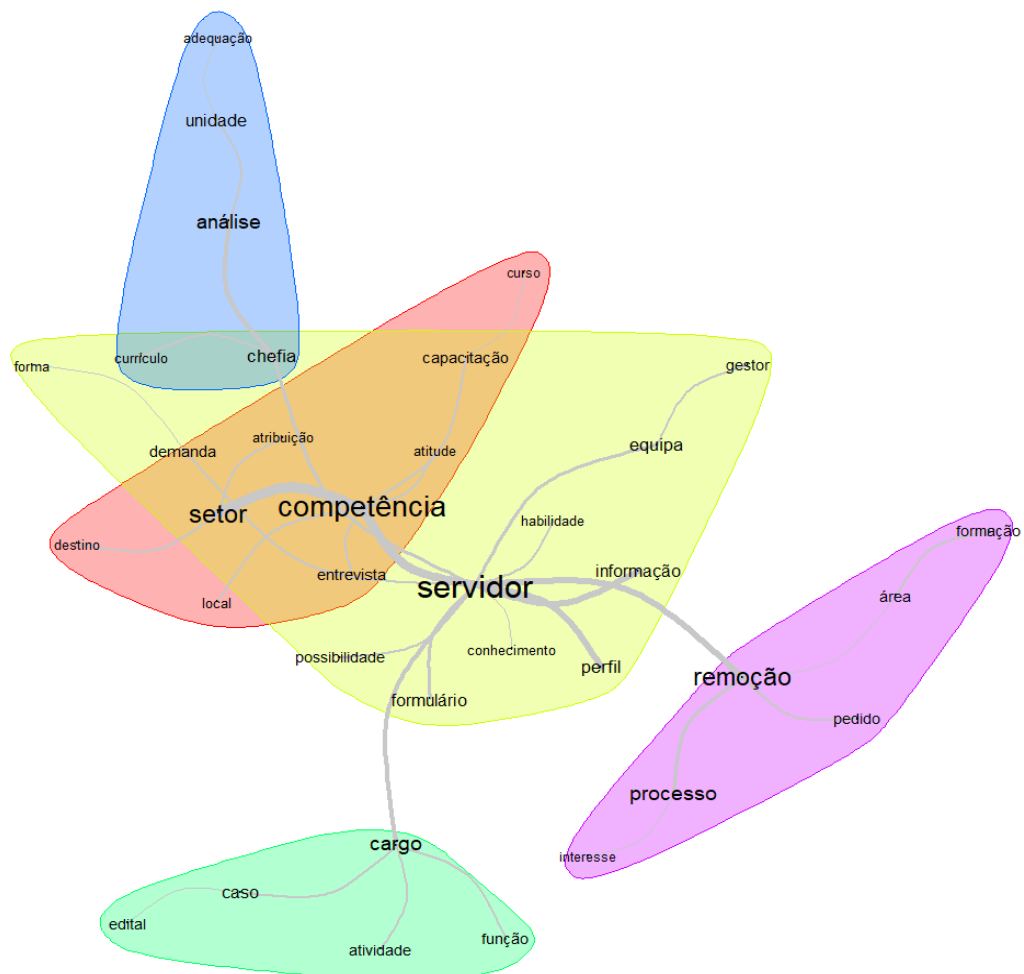 adequação
unidade
análise
curso
currículo
chefia
capacitação
forma
gestor
atribuição
demanda
atitude
equipa
setor
competência
habilidade
destino
formação
entrevista
informação
local
servidor
área
possibilidade
conhecimento
perfil
remoção
formulário
pedido
processo
cargo
interesse
caso
edital
atividade
função